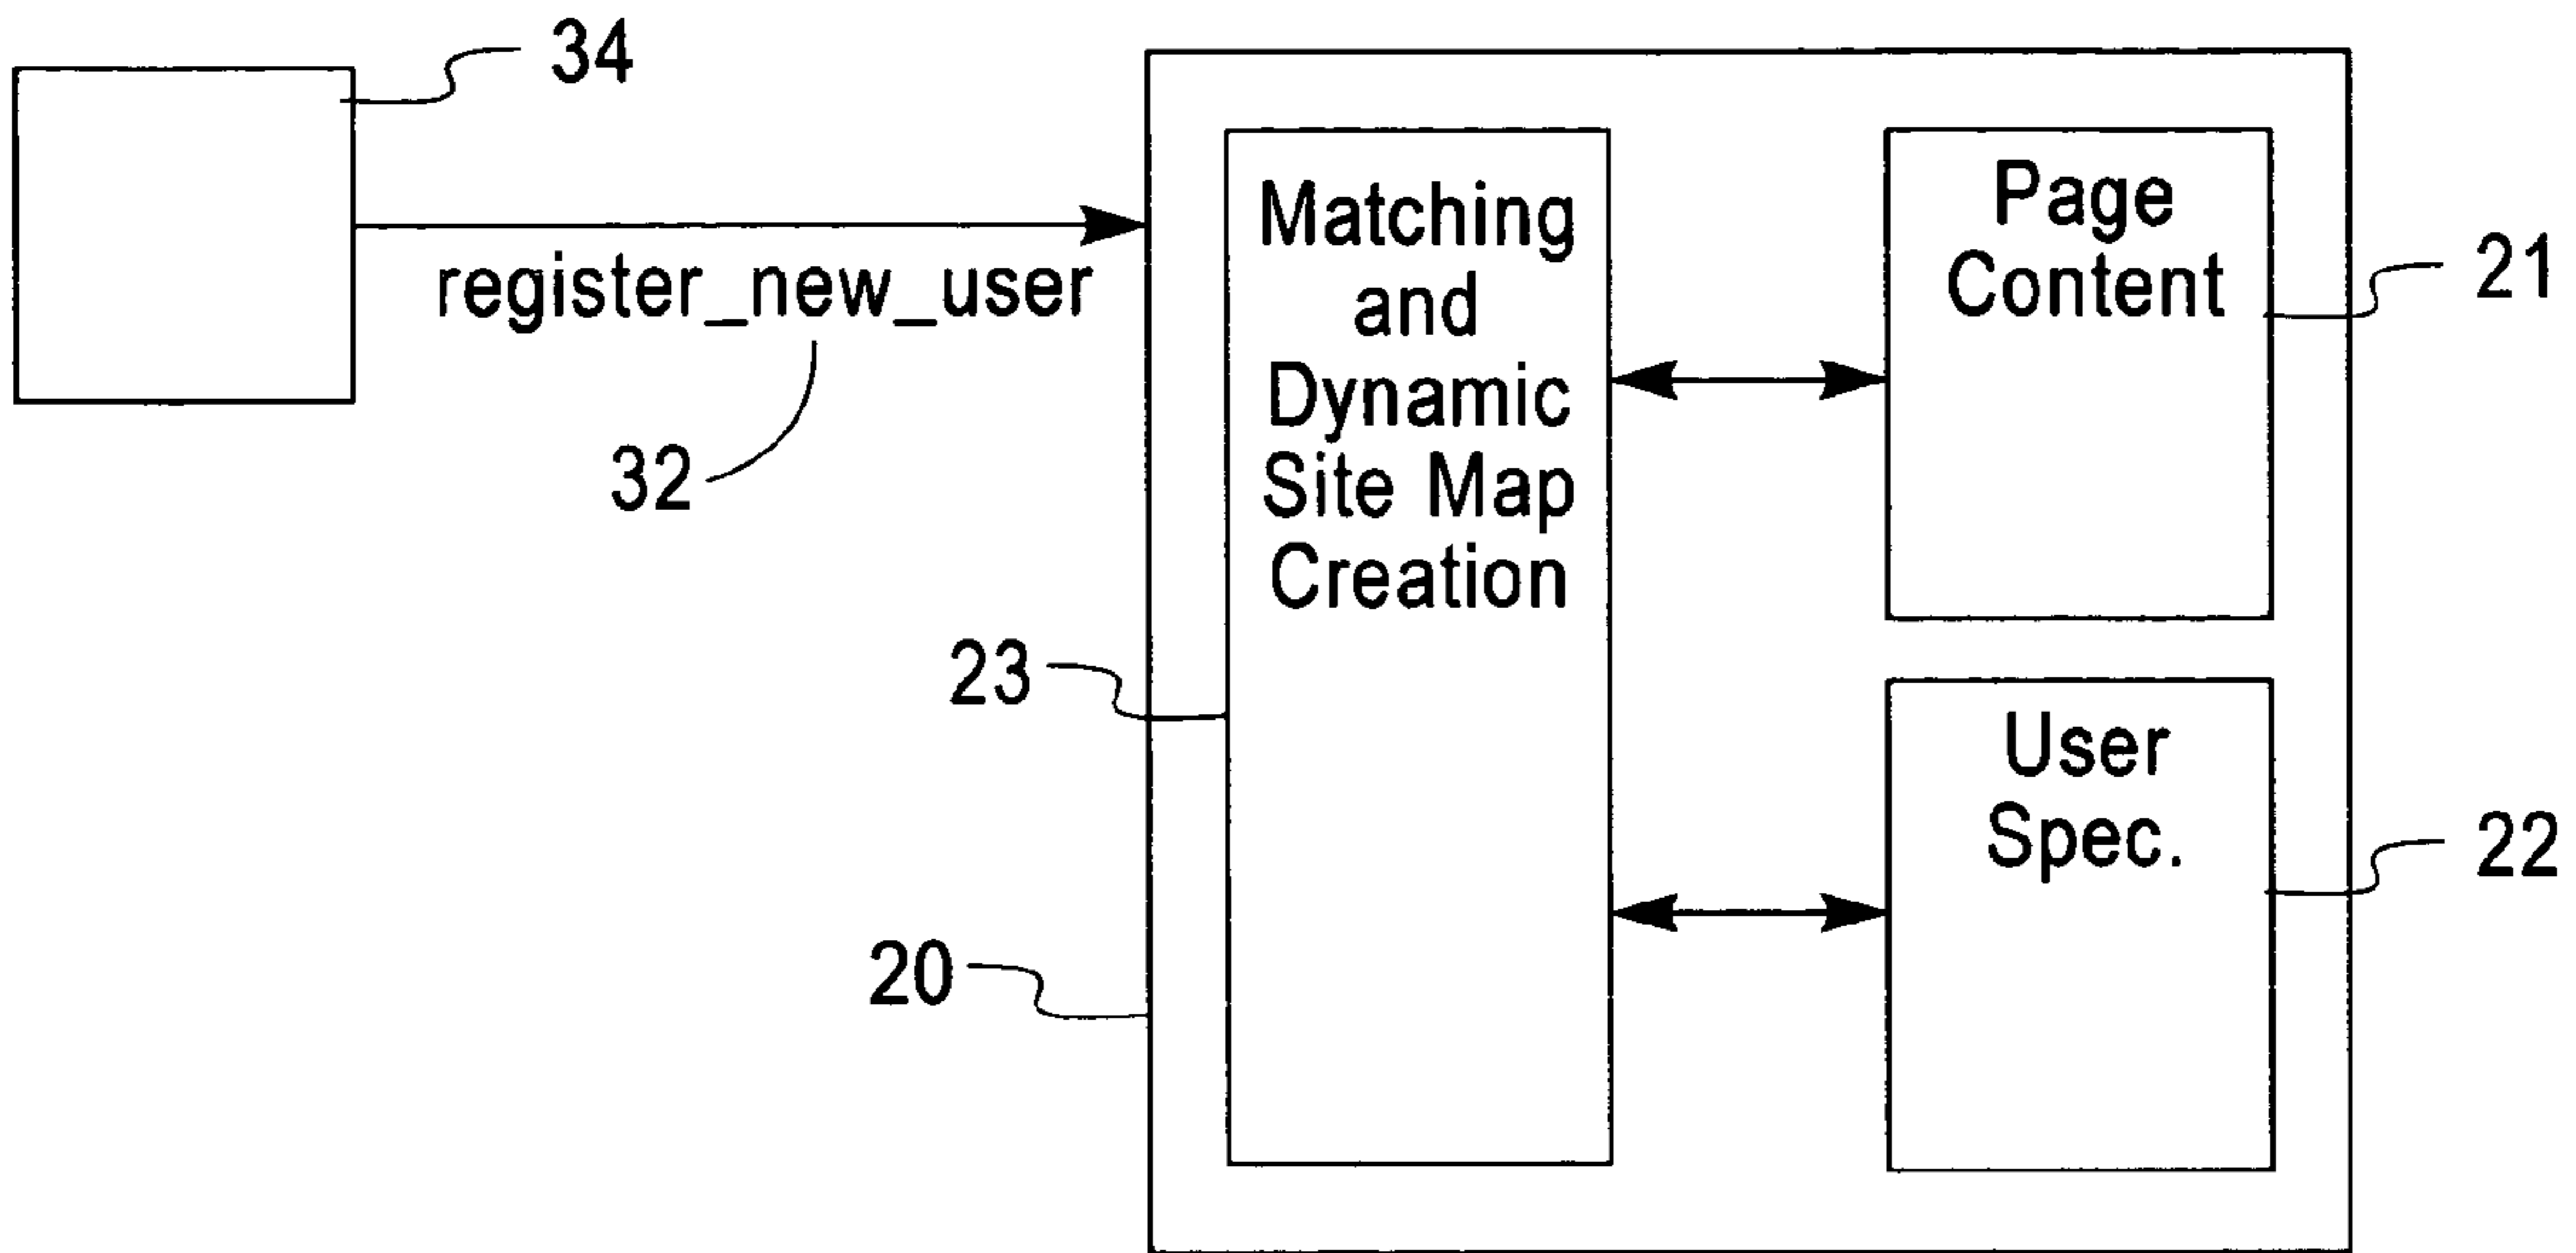 34
register_new_user
32
Matching
and
Dynamic
Site Map
Creation
Page
Content
21
23
User
Spec.
22
20